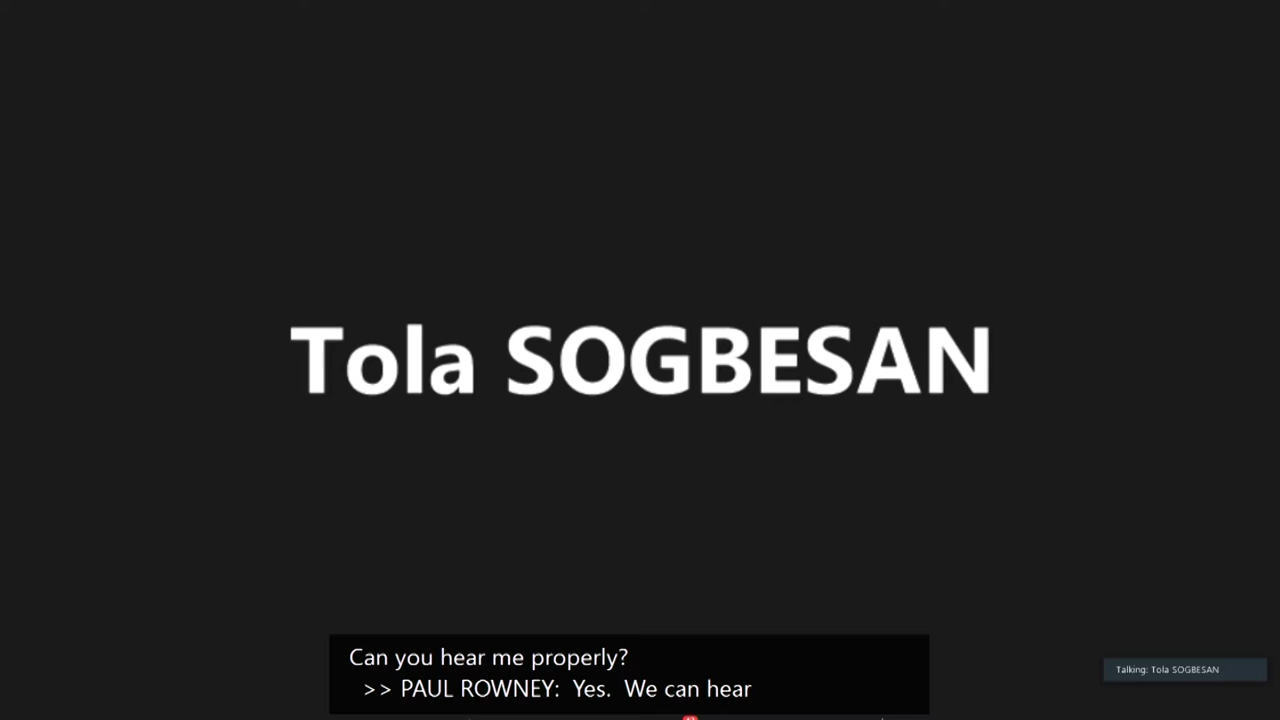 Tola SOGBESAN
Can you hear me properly?
>> PAUL ROWNEY:  Yes.  We can hear
Talking: Tola SOGBESAN